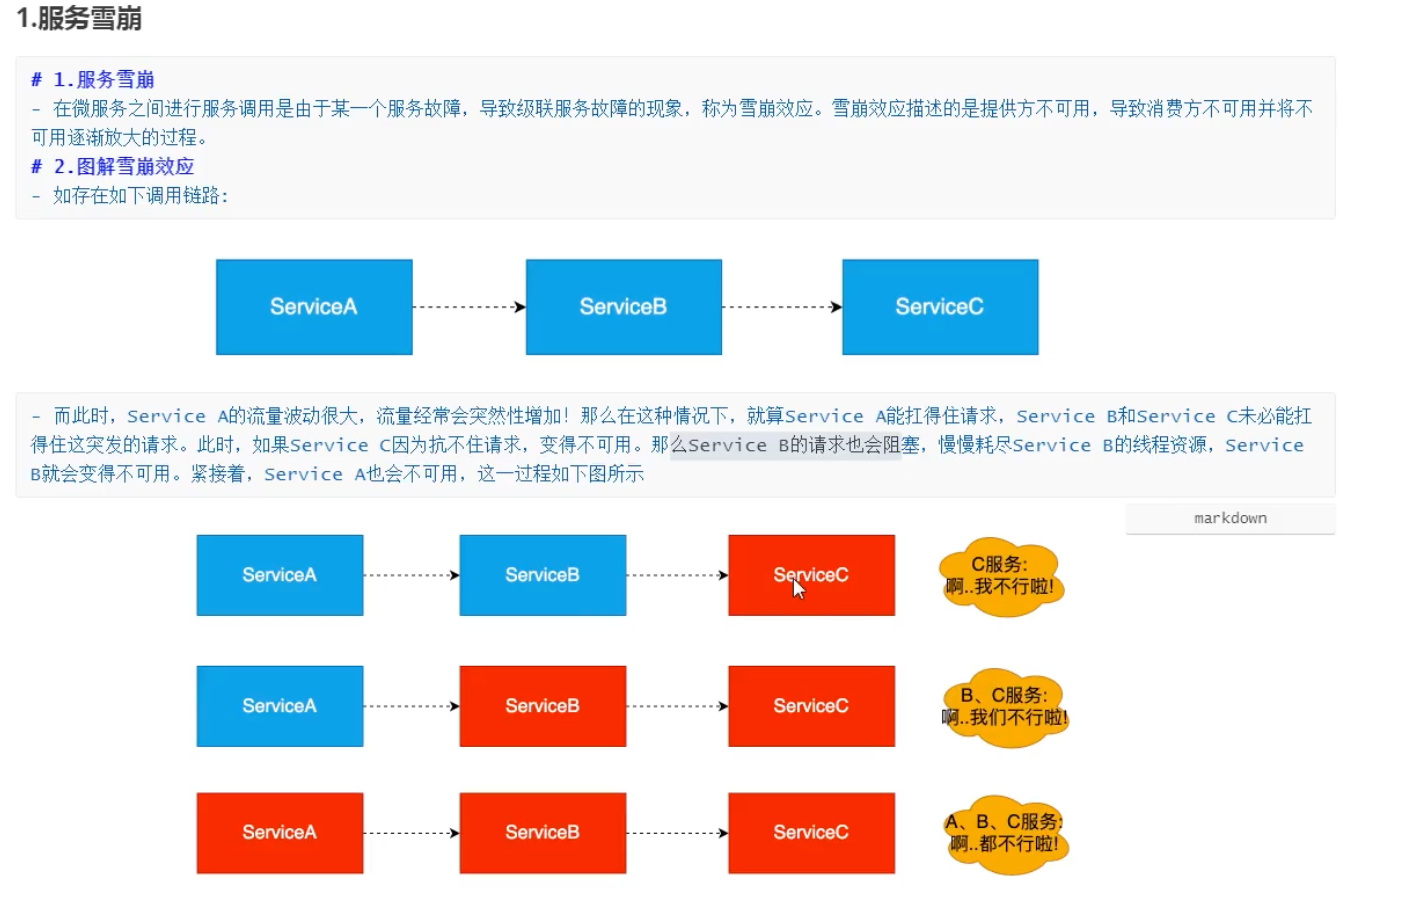 1.服务雪崩
# 1.服务雪崩
- 在微服务之间进行服务调用是由于某一个服务故障，导致级联服务故障的现象，称为雪崩效应。雪崩效应描述的是提供方不可用，导致消费方不可用并将不
可用逐渐放大的过程。
# 2.图解雪崩效应
- 如存在如下调用链路:
ServiceA
ServiceB
ServiceC
- 而此时，Service A的流量波动很大，流量经常会突然性增加！那么在这种情况下，就算Service A能扛得住请求，Service B和Service C未必能扛
得住这突发的请求。此时，如果Service C因为抗不住请求，变得不可用。那么Service B的请求也会阻塞，慢慢耗尽Service B的线程资源，Service
B就会变得不可用。紧接着，Service A也会不可用，这一过程如下图所示
markdown
ServiceA
ServiceB
ServiceC
C服务:
啊..我不行啦!
ServiceA
ServiceB
ServiceC
B、C服务:
啊..我们不行啦!
ServiceA
ServiceB
ServiceC
A、B、C服务:
啊..都不行啦!